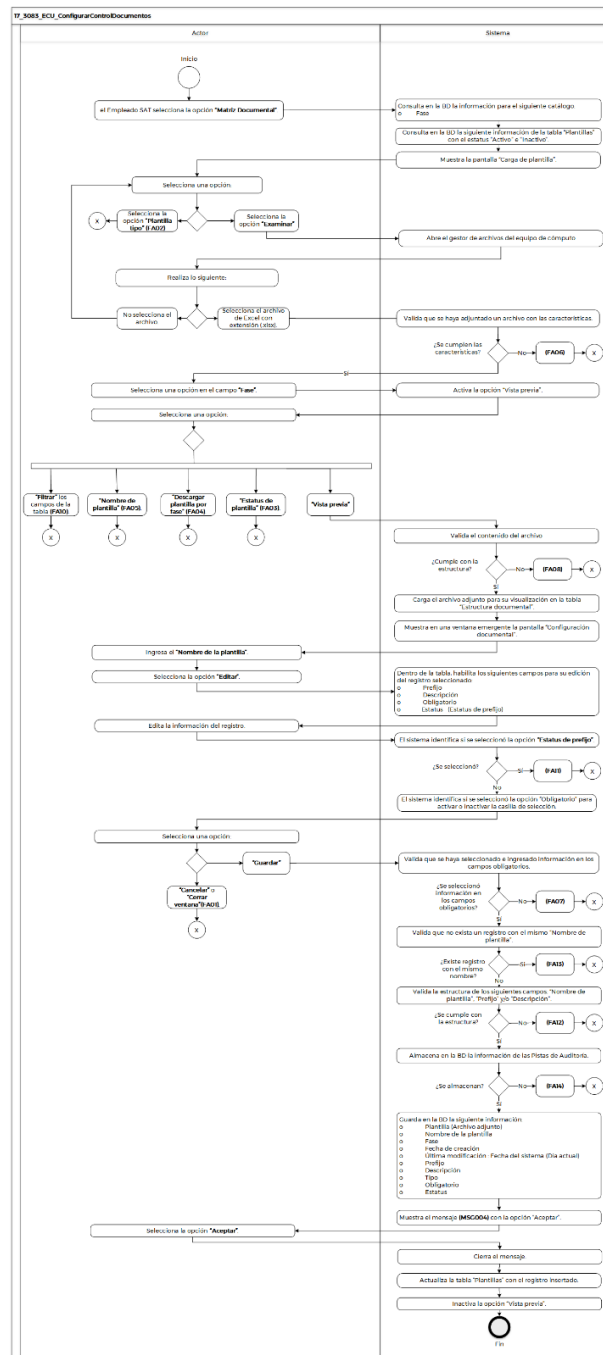 17_3083_ECU_ConfigurarControlDocumentos
Actor
Sistema
Inicio
el Empleado SAT selecciona la opción "Matriz Documental"
Consulta en la BD la información para el siguiente catálogo:
o Fase
Consulta en la BD la siguiente información de la tabla "Plantillas"
con el estatus "Activo" e "Inactivo".
Muestra la pantalla "Carga de plantilla".
Selecciona una opción
X
Selecciona la
opción "Plantilla
tipo" (FA02)
Selecciona la
opción "Examinar"
Abre el gestor de archivos del equipo de cómputo
Realiza lo siguiente:
No selecciona el
archivo
Selecciona el archivo
de Excel con
extensión (.xlsx).
Valida que se haya adjuntado un archivo con las características.
¿Se cumplen las
características?
No
(FA06)
X
Si
Selecciona una opción en el campo "Fase".
Activa la opción "Vista previa".
Selecciona una opción:
"Filtrar" los
campos de la
tabla (FA10).
"Nombre de
plantilla" (FA05).
"Descargar
plantilla por
fase" (FA04)
"Estatus de
plantilla" (FA03).
"Vista previa"
X
X
X
X
Valida el contenido del archivo
¿Cumple con la
estructura?
No
(FA08)
X
Sí
Carga el archivo adjunto para su visualización en la tabla
"Estructura documental".
Muestra en una ventana emergente la pantalla "Configuración
documental".
Ingresa el "Nombre de la plantilla".
Selecciona la opción "Editar".
Dentro de la tabla, habilita los siguientes campos para su edición
del registro seleccionado
o Prefijo
o Descripción
o Obligatorio
o Estatus (Estatus de prefijo)
Edita la información del registro.
El sistema identifica si se seleccionó la opción "Estatus de prefijo".
¿Se seleccionó?
Sí
(FA11)
X
No
El sistema identifica si se seleccionó la opción "Obligatorio" para
activar o inactivar la casilla de selección.
Selecciona una opción:
"Guardar"
"Cancelar" o
"Cerrar
ventana"(FA01).
X
Valida que se haya seleccionado e ingresado información en los
campos obligatorios.
¿Se seleccionó
información en
los campos
obligatorios?
No
(FA07)
X
Sí
Valida que no exista un registro con el mismo "Nombre de
plantilla".
¿Existe registro
con el mismo
nombre?
Sí
(FA13)
X
No
Valida la estructura de los siguientes campos "Nombre de
plantilla", "Prefijo" y/o "Descripción".
¿Se cumple con
la estructura?
No
(FA12)
X
Sí
Almacena en la BD la información de las Pistas de Auditoría.
¿Se almacenan?
No
(FA14)
X
Sí
Guarda en la BD la siguiente información
o Plantilla (Archivo adjunto)
o Nombre de la plantilla
o Fase
o Fecha de creación
o Última modificación - Fecha del sistema (Día actual)
o Prefijo
o Descripción
o Tipo
o Obligatorio
o Estatus
Muestra el mensaje (MSG004) con la opción "Aceptar".
Selecciona la opción "Aceptar".
Cierra el mensaje
Actualiza la tabla "Plantillas" con el registro insertado.
Inactiva la opción "Vista previa".
Fin